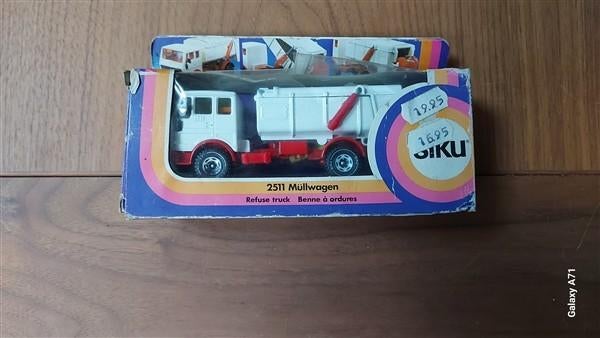 19.95
16.95
SIKU
2511 Müllwagen
Refuse truck Benne à ordures
Galaxy A71